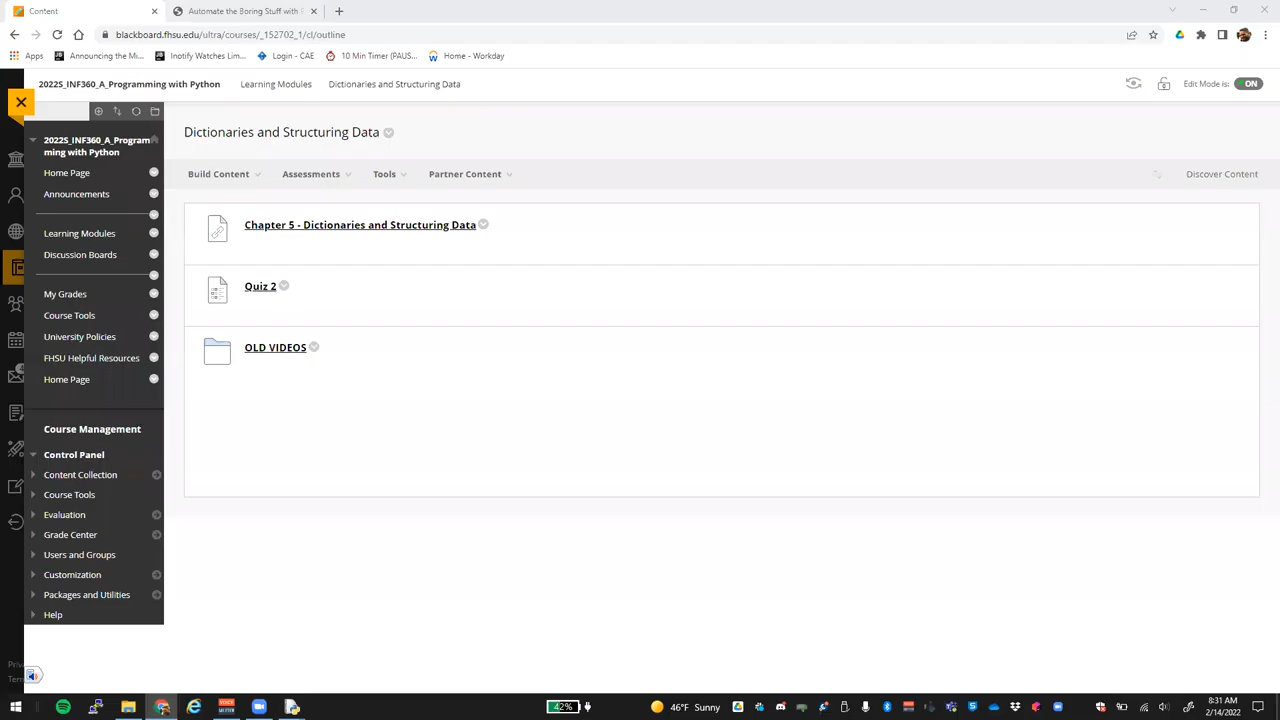 Content
Automate the Boring Stuff with P
blackboard.fhsu.edu/ultra/courses/_152702_1/cl/outline
Apps
Announcing the Mi...
Inotify Watches Lim...
Login - CAE
10 Min Timer (PAUS...
Home - Workday
2022S_INF360_A_Programming with Python
Learning Modules
Dictionaries and Structuring Data
Edit Mode is:
ON
2022S_INF360_A_Program
ming with Python
Home Page
Announcements
Learning Modules
Discussion Boards
My Grades
Course Tools
University Policies
FHSU Helpful Resources
Home Page
Course Management
Control Panel
Content Collection
Course Tools
Evaluation
Grade Center
Users and Groups
Customization
Packages and Utilities
Help
Dictionaries and Structuring Data
Build Content
Assessments
Tools
Partner Content
Discover Content
Chapter 5 - Dictionaries and Structuring Data
Quiz 2
OLD VIDEOS
Priv
Tem
42%
46°F Sunny
8:31 AM
2/14/2022